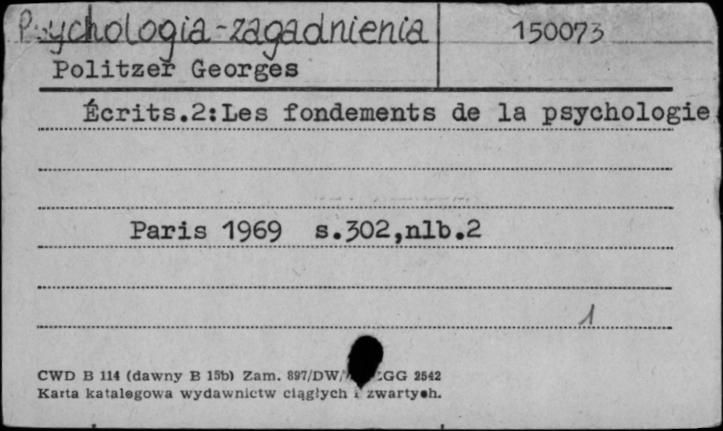 Psychologia-zagadnienia 150073
Politzer Georges
Écrits.2:Les fondements de la psychologie
Paris 1969 s.302,nlb.2
1
CWD B 114 (dawny B 15b) Zam. 897/DW/ GG 2542
Karta katalogowa wydawnictw ciągłych i zwartych.